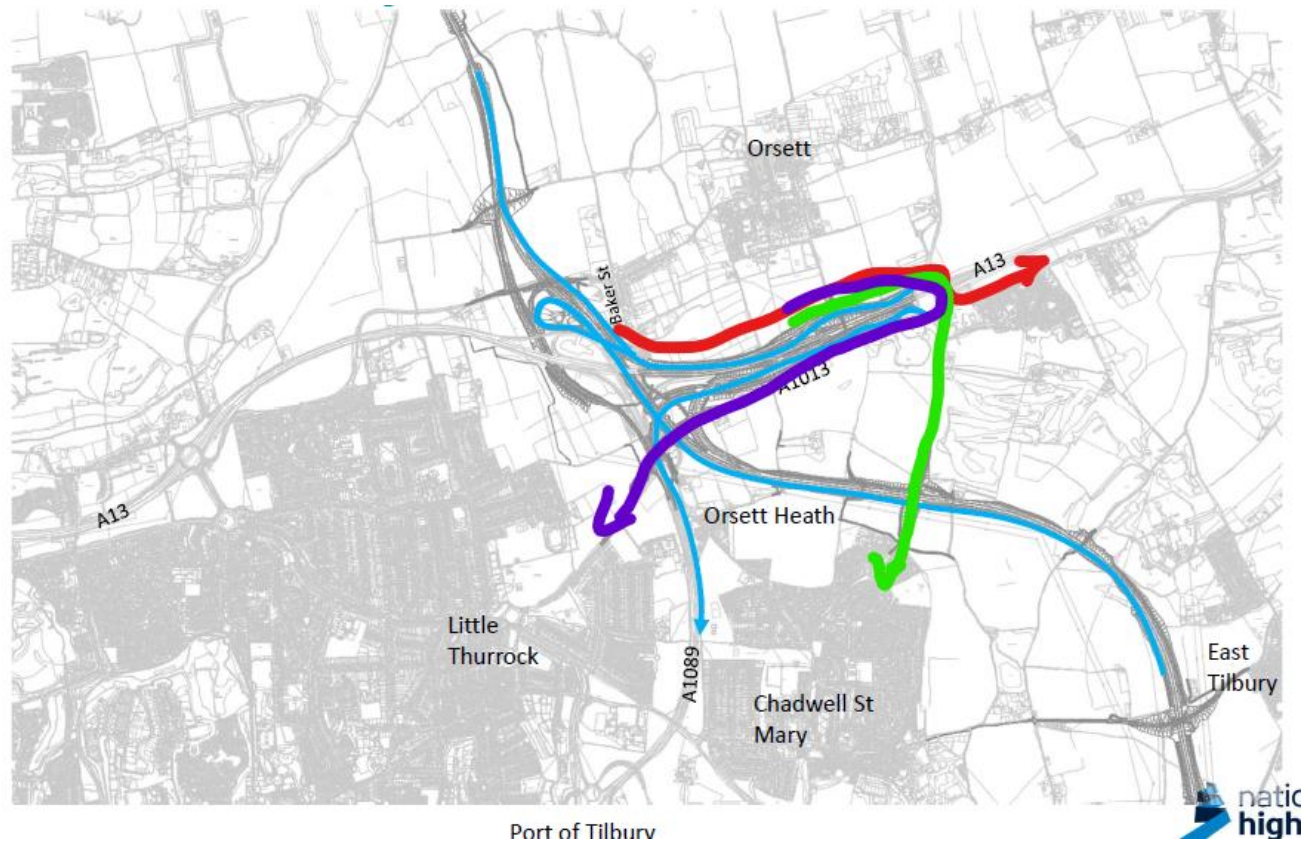 Orsett
A13
Baker St
A1013
A13
Orsett Heath
Little
Thurrock
A1089
Chadwell St
Mary
East
Tilbury
Port of Tilbury
natio
high